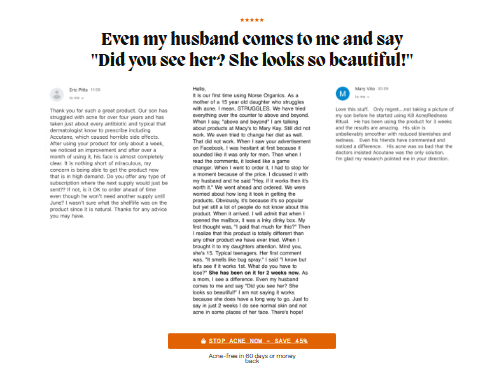 Even my husband comes to me and say
"Did you see her? She looks so beautiful!"
Eric Pitts 11:59
to me
Thank you for such a great product. Our son has
struggled with acne for over four years and has
taken just about every antibiotic and typical that
dermatologist know to prescribe including
Accutane, which caused horrible side effects.
After using your product for only about a week,
we noticed an improvement and after over a
month of using it, his face is almost completely
clear. It is nothing short of miraculous, my
concern is being able to get the product now
that is in high demand. Do you offer any type of
subscription where the next supply would just be
sent?? If not, is it OK to order ahead of time
even though he won't need another supply until
June? I wasn't sure what the shelflife was on the
product since it is natural. Thanks for any advice
you may have.
Hello,
It is our first time using Norse Organics. As a
mother of a 15 year old daughter who struggles
with acne. I mean, STRUGGLES. We have tried
everything over the counter to above and beyond.
When I say, "above and beyond" I am talking
about products at Macy's to Mary Kay. Still did not
work. We even tried to change her diet as well.
That did not work. When I saw your advertisement
on Facebook, I was hesitant at first because it
sounded like it was only for men. Then when I
read the comments, it looked like a game
changer. When I went to order it, I had to stop for
a moment because of the price. I discussed it with
my husband and he said "Hey, if it works then it's
worth it." We went ahead and ordered. We were
worried about how long it took in getting the
products. Obviously, it's because it's so popular
but yet still a lot of people do not know about this
product. When it arrived. I will admit that when I
opened the mailbox, it was a inky dinky box. My
first thought was, "I paid that much for this?" Then
I realize that this product is totally different than
any other product we have ever tried. When I
brought it to my daughters attention. Mind you,
she's 15. Typical teenagers. Her first comment
was, "It smells like bug spray." I said "I know but
let's see if it works 1st. What do you have to
lose?" She has been on it for 2 weeks now. As
a mom, I see a difference. Even my husband
comes to me and say "Did you see her? She
looks so beautiful!" I am not saying it works
because she does have a long way to go. Just to
say in just 2 weeks I do see normal skin and not
acne in some places of her face. There's hope!
Mary Vita
to me
Love this stuff. Only regret...not taking a picture of
my son before he started using Kill AcneRedness
Ritual. He has been using the product for 3 weeks
and the results are amazing. His skin is
unbelievably smoother with reduced blemishes and
redness. Even his friends have commented and
noticed a difference. His acne was so bad that the
doctors insisted Accutane was the only solution.
I'm glad my research pointed me in your direction.
STOP ACNE NOW - SAVE 45%
Acne-free in 60 days or money
back